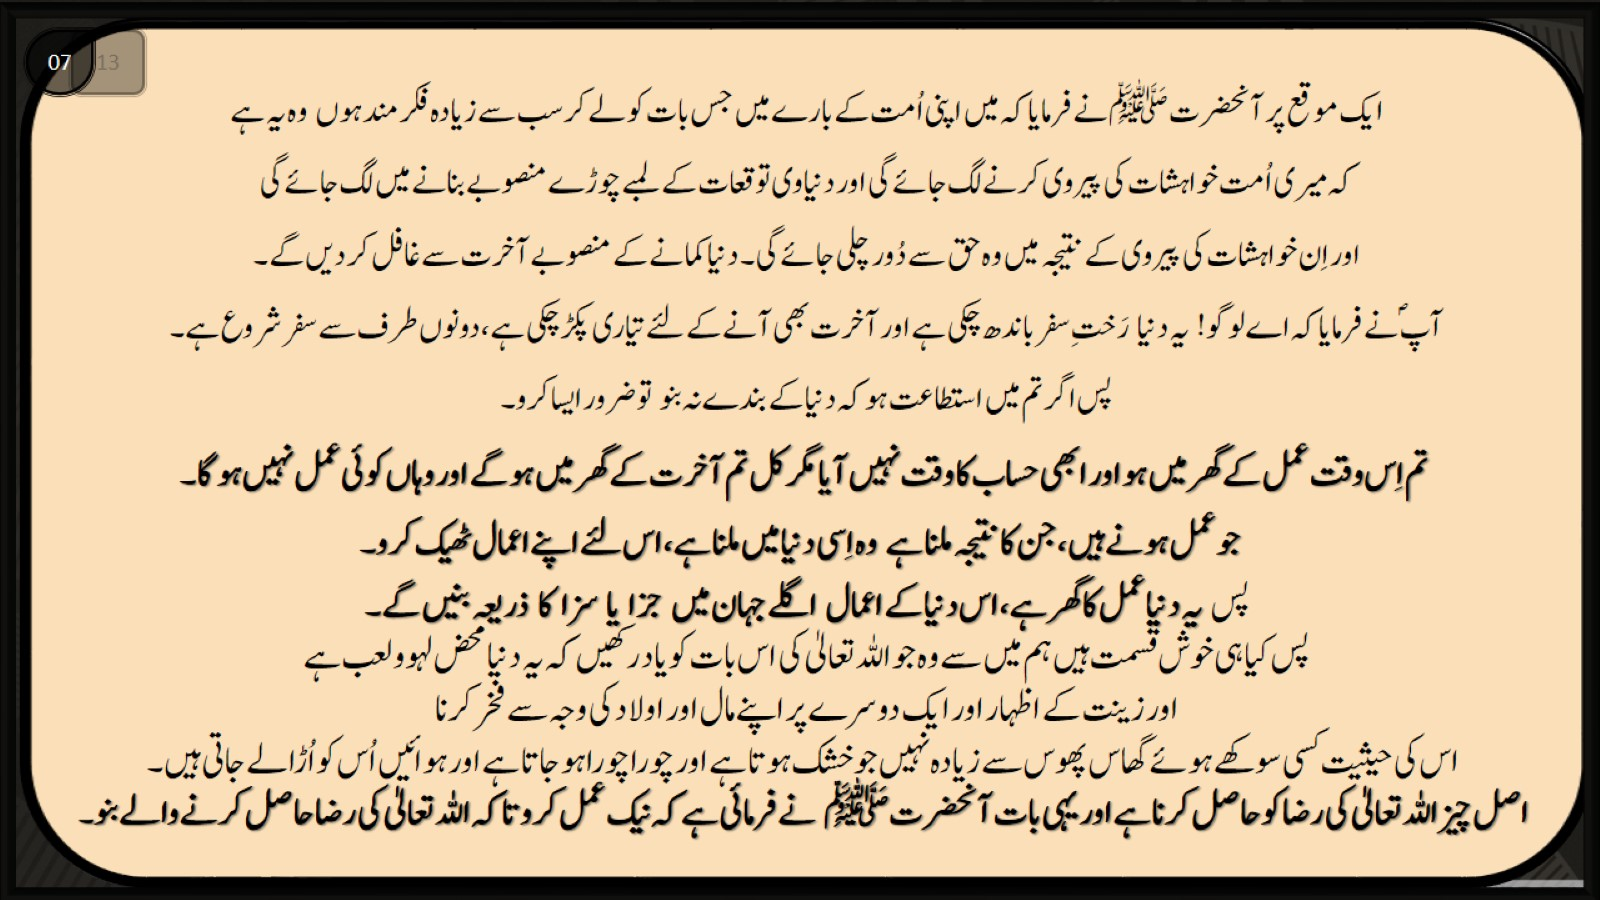 07
13
ایک موقع پر آنحضرت ﷺ نے فرمایا کہ میں اپنی اُمت کے بارے میں جس بات کو لے کر سب سے زیادہ فکر مند ہوں وہ یہ ہے
کہ میری اُمت خواہشات کی پیروی کرنے لگ جائے گی اور دنیاوی توقعات کے لمبے چوڑے منصوبے بنانے میں لگ جائے گی
اور اِن خواہشات کی پیروی کے نتیجہ میں وہ حق سے دُور چلی جائے گی۔ دنیا کمانے کے منصوبے آخرت سے غافل کر دیں گے۔
آپؐ نے فرمایا کہ اے لوگو! یہ دنیا رَختِ سفر باندھ چکی ہے اور آخرت بھی آنے کے لئے تیاری پکڑ چکی ہے، دونوں طرف سے سفر شروع ہے۔
پس اگر تم میں استطاعت ہو کہ دنیا کے بندے نہ بنو تو ضرور ایسا کرو۔
تم اِس وقت عمل کے گھر میں ہو اور ابھی حساب کا وقت نہیں آیا مگر کل تم آخرت کے گھر میں ہو گے اور وہاں کوئی عمل نہیں ہو گا۔
جو عمل ہونے ہیں، جن کا نتیجہ ملنا ہے وہ اِسی دنیا میں ملنا ہے، اس لئے اپنے اعمال ٹھیک کرو۔
پس یہ دنیا عمل کا گھر ہے، اس دنیا کے اعمال اگلے جہان میں جزا یا سزا کا ذریعہ بنیں گے۔
پس کیا ہی خوش قسمت ہیں ہم میں سے وہ جو اللہ تعالیٰ کی اس بات کو یاد رکھیں کہ یہ دنیا محض لہو و لعب ہے
اور زینت کے اظہار اور ایک دوسرے پر اپنے مال اور اولاد کی وجہ سے فخر کرنا
اس کی حیثیت کسی سوکھے ہوئے گھاس پھوس سے زیادہ نہیں جو خشک ہوتا ہے اور چورا چورا ہو جاتا ہے اور ہوائیں اُس کو اُڑا لے جاتی ہیں۔
اصل چیز اللہ تعالیٰ کی رضا کو حاصل کرنا ہے اور یہی بات آنحضرت ﷺ نے فرمائی ہے کہ نیک عمل کرو تا کہ اللہ تعالیٰ کی رضا حاصل کرنے والے بنو۔